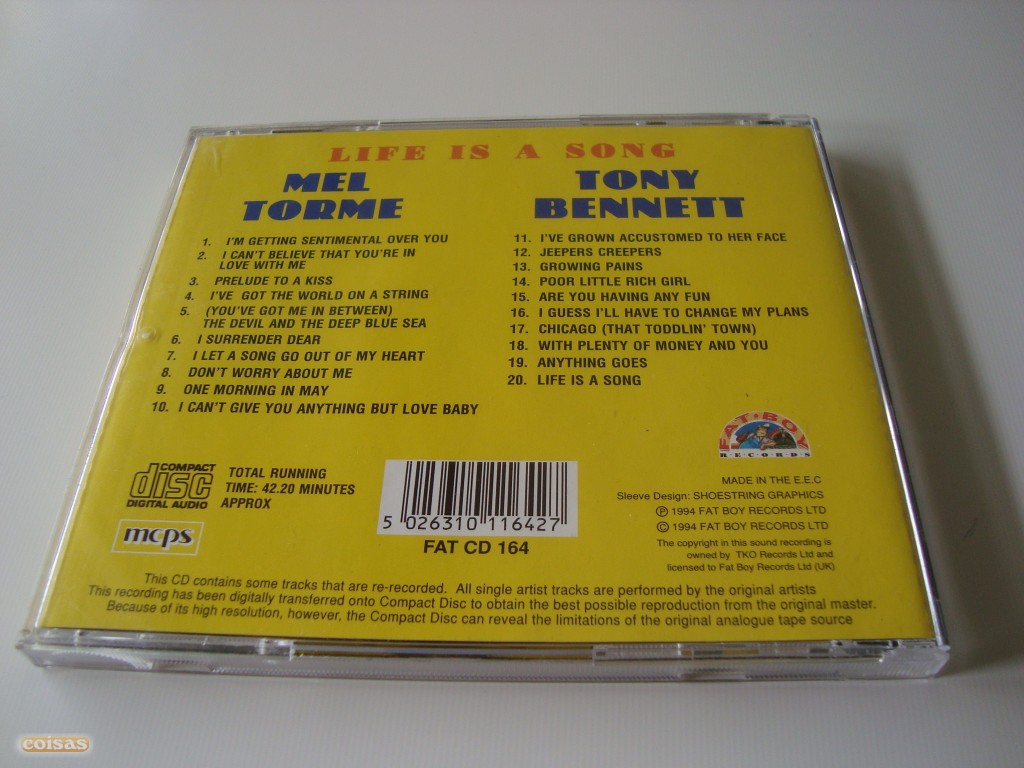 LIFE IS A SONG
MEL
TORME
1. I'M GETTING SENTIMENTAL OVER YOU
2. I CAN'T BELIEVE THAT YOU'RE IN
LOVE WITH ME
3. PRELUDE TO A KISS
4. I'VE GOT THE WORLD ON A STRING
5. (YOU'VE GOT ME IN BETWEEN)
THE DEVIL AND THE DEEP BLUE SEA
6. I SURRENDER DEAR
7. I LET A SONG GO OUT OF MY HEART
8. DON'T WORRY ABOUT ME
9. ONE MORNING IN MAY
10. I CAN'T GIVE YOU ANYTHING BUT LOVE BABY
TONY
BENNETT
11. I'VE GROWN ACCUSTOMED TO HER FACE
12. JEEPERS CREEPERS
13. GROWING PAINS
14. POOR LITTLE RICH GIRL
15. ARE YOU HAVING ANY FUN
16. I GUESS I'LL HAVE TO CHANGE MY PLANS
17. CHICAGO (THAT TODDLIN' TOWN)
18. WITH PLENTY OF MONEY AND YOU
19. ANYTHING GOES
20. LIFE IS A SONG
COMPACT
disc
DIGITAL AUDIO
mcps
TOTAL RUNNING
TIME: 42.20 MINUTES
APPROX
5 026310 116427
FAT CD 164
FAT·BOY
RECORDS
MADE IN THE E.E.C
Sleeve Design: SHOESTRING GRAPHICS
℗ 1994 FAT BOY RECORDS LTD
© 1994 FAT BOY RECORDS LTD
The copyright in this sound recording is
owned by TKO Records Ltd and
licensed to Fat Boy Records Ltd (UK)
This CD contains some tracks that are re-recorded. All single artist tracks are performed by the original artists
This recording has been digitally transferred onto Compact Disc to obtain the best possible reproduction from the original master.
Because of its high resolution, however, the Compact Disc can reveal the limitations of the original analogue tape source
coisas